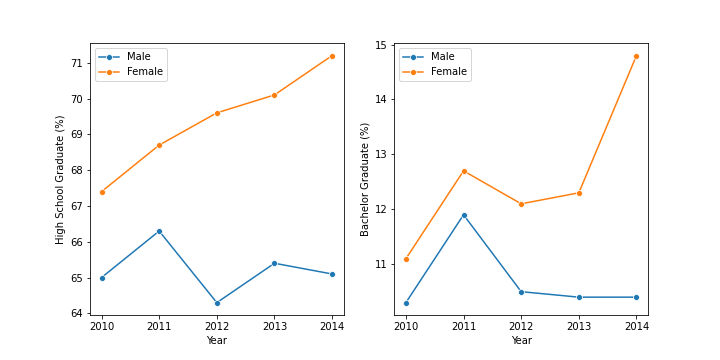 Male
Female
High School Graduate (%)
71
70
69
68
67
66
65
64
2010 2011 2012 2013 2014
Year
Male
Female
Bachelor Graduate (%)
15
14
13
12
11
2010 2011 2012 2013 2014
Year